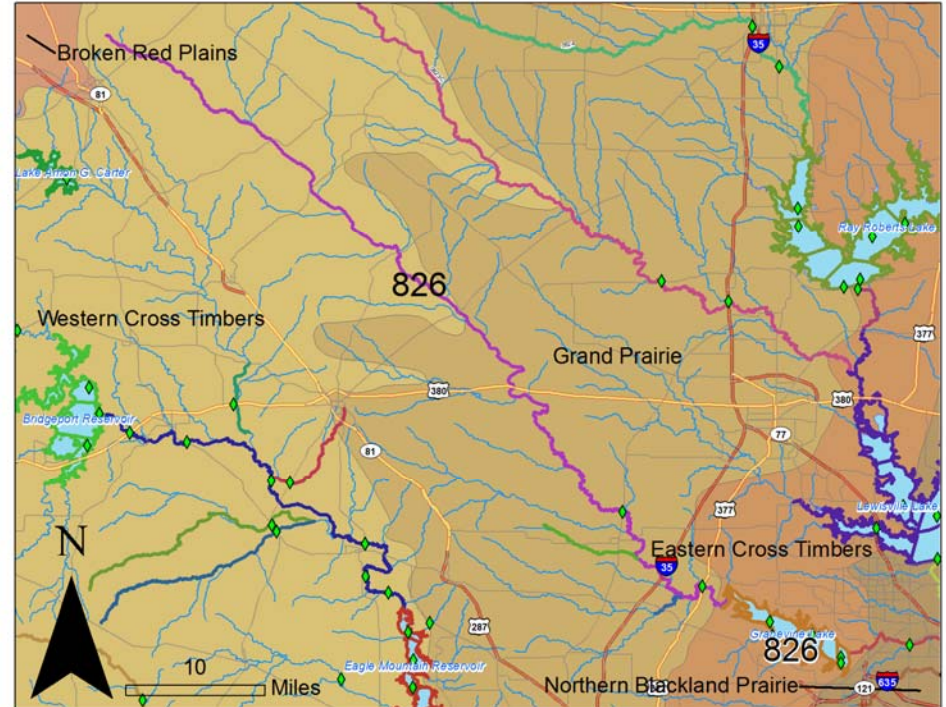 35
Broken Red Plains
81
Lake Amon G. Carter
Ray Roberts Lake
826
Western Cross Timbers
377
Grand Prairie
380
380
Bridgeport Reservoir
77
81
Lewisville Lake
377
N
Eastern Cross Timbers
35
287
Grapevine Lake
826
10
Eagle Mountain Reservoir
Miles
Northern Blackland Prairie
121
635